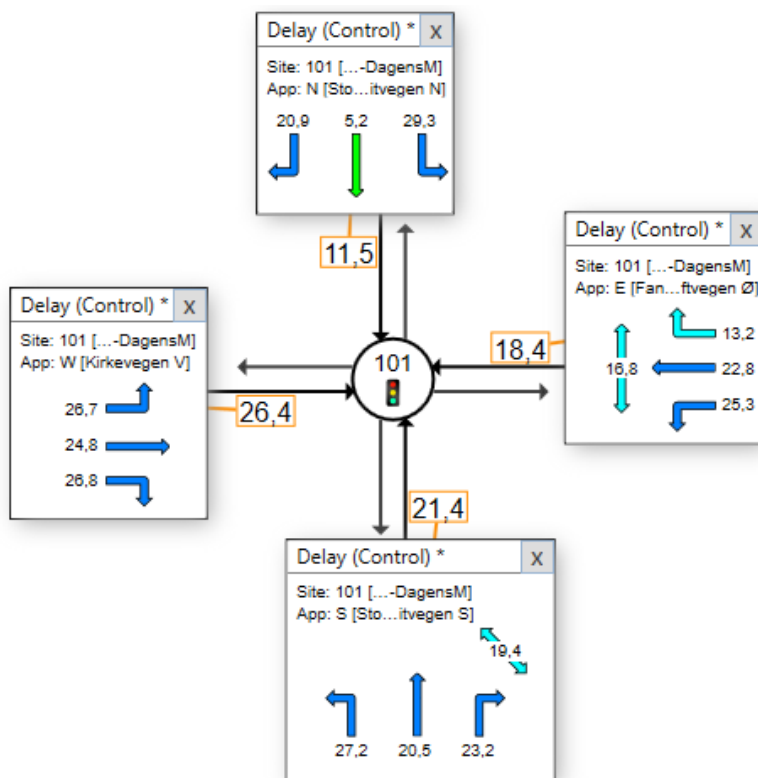 Delay (Control) * x
Site: 101 [...-DagensM]
App: N [Sto...itvegen N]
20,9 5,2 29,3
11,5
Delay (Control) * x
Site: 101 [...-DagensM]
App: E [Fan...ftvegen Ø]
13,2
16,8 22,8
25,3
18,4
Delay (Control) * x
Site: 101 [...-DagensM]
App: W [Kirkevegen V]
26,7
24,8
26,8
26,4
101
21,4
Delay (Control) * x
Site: 101 [...-DagensM]
App: S [Sto...itvegen S]
19,4
27,2 20,5 23,2